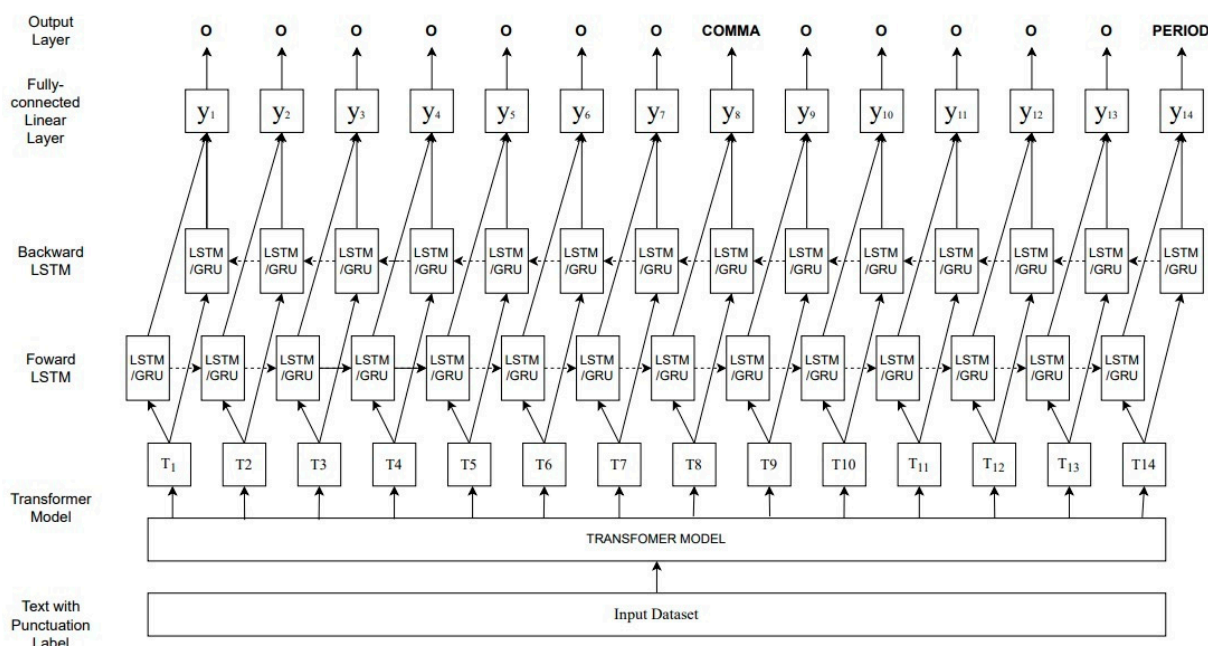 Output
Layer
O O O O O O O COMMA O O O O O PERIOD
Fully-
connected
Linear
Layer
y1 y2 y3 y4 y5 y6 y7 y8 y9 y10 y11 y12 y13 y14
Backward
LSTM
LSTM LSTM LSTM LSTM LSTM LSTM LSTM LSTM LSTM LSTM LSTM LSTM LSTM LSTM
/GRU /GRU /GRU /GRU /GRU /GRU /GRU /GRU /GRU /GRU /GRU /GRU /GRU /GRU
Foward
LSTM
LSTM LSTM LSTM LSTM LSTM LSTM LSTM LSTM LSTM LSTM LSTM LSTM LSTM LSTM
/GRU /GRU /GRU /GRU /GRU /GRU /GRU /GRU /GRU /GRU /GRU /GRU /GRU /GRU
T1 T2 T3 T4 T5 T6 T7 T8 T9 T10 T11 T12 T13 T14
Transformer
Model
TRANSFOMER MODEL
Text with
Punctuation
Label
Input Dataset